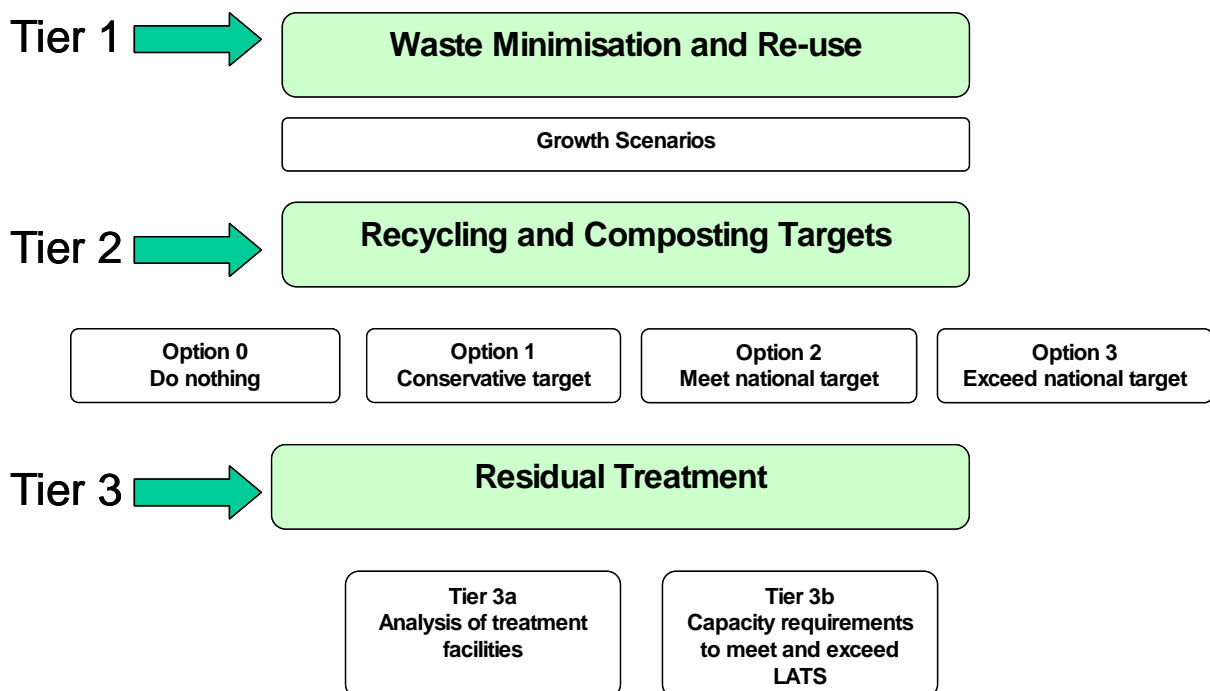 Tier 1
Waste Minimisation and Re-use
Growth Scenarios
Tier 2
Recycling and Composting Targets
Option 0
Do nothing
Option 1
Conservative target
Option 2
Meet national target
Option 3
Exceed national target
Tier 3
Residual Treatment
Tier 3a
Analysis of treatment
facilities
Tier 3b
Capacity requirements
to meet and exceed
LATS